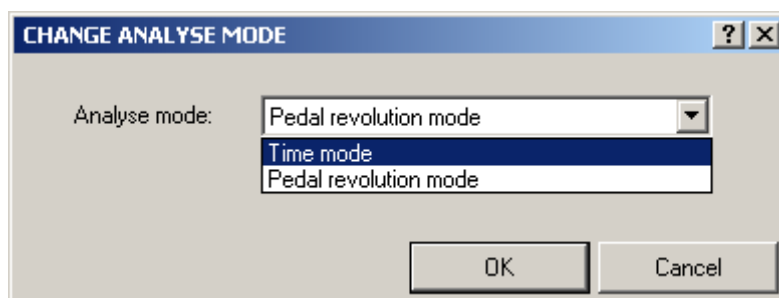 CHANGE ANALYSE MODE
Analyse mode: Pedal revolution mode
Time mode
Pedal revolution mode
OK Cancel